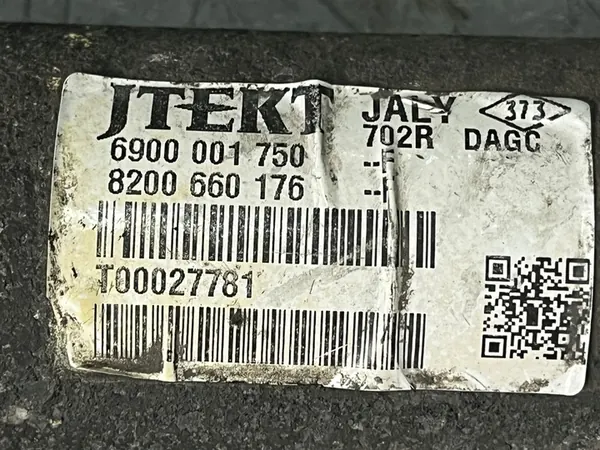 JTEKT JALY 373
702R DAGC
6900 001 750 --F
8200 660 176 --F
T00027781